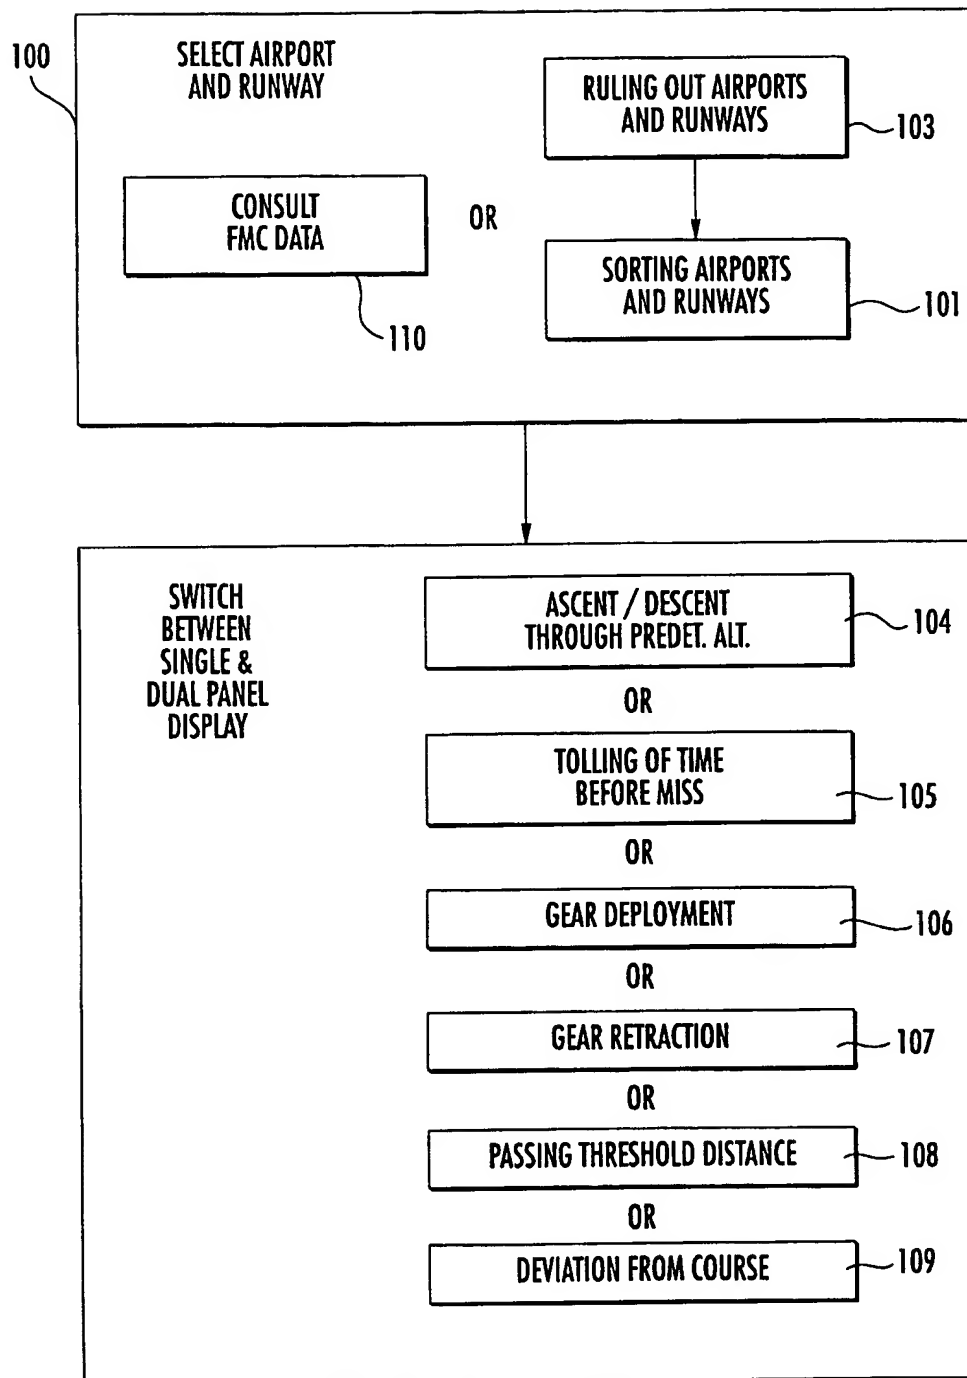 100
SELECT AIRPORT
AND RUNWAY
RULING OUT AIRPORTS
AND RUNWAYS
103
CONSULT
FMC DATA
110
OR
SORTING AIRPORTS
AND RUNWAYS
101
SWITCH
BETWEEN
SINGLE &
DUAL PANEL
DISPLAY
ASCENT / DESCENT
THROUGH PREDET. ALT.
104
OR
TOLLING OF TIME
BEFORE MISS
105
OR
GEAR DEPLOYMENT
106
OR
GEAR RETRACTION
107
OR
PASSING THRESHOLD DISTANCE
108
OR
DEVIATION FROM COURSE
109